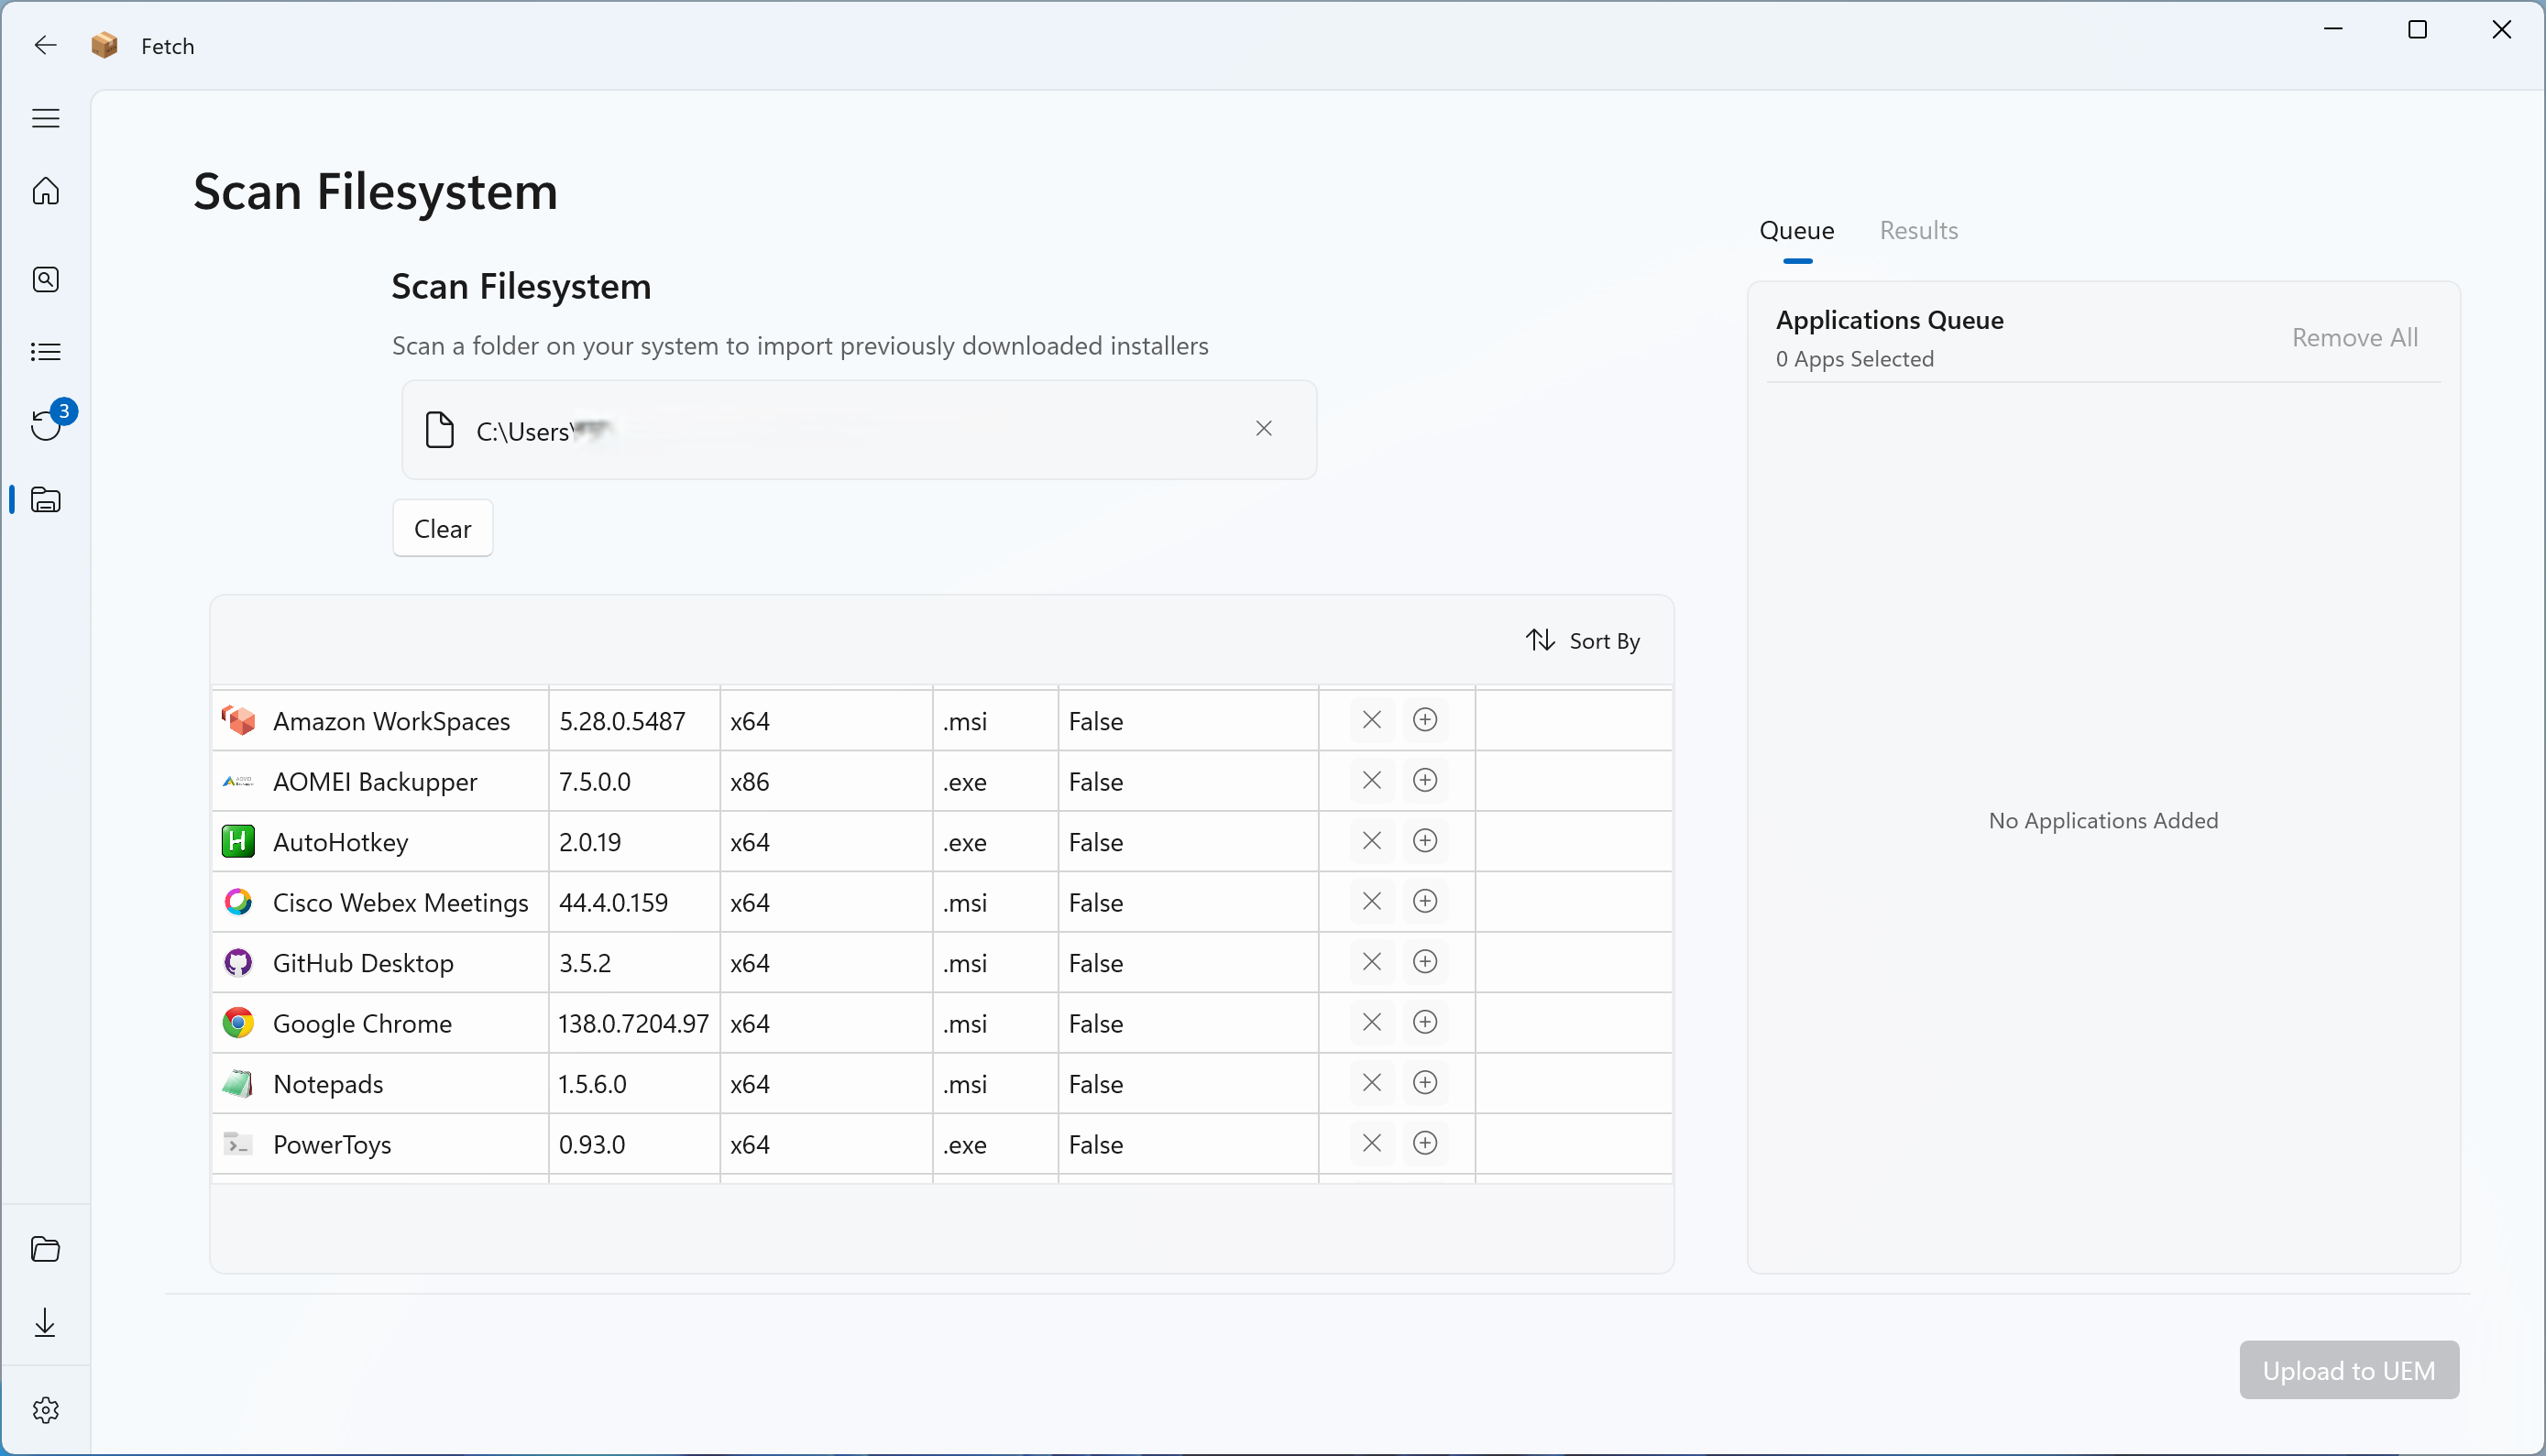 Fetch
Scan Filesystem
Queue
Results
Scan Filesystem
Scan a folder on your system to import previously downloaded installers
C:\Users\
Clear
Applications Queue
0 Apps Selected
Remove All
3
Sort By
Amazon WorkSpaces 5.28.0.5487 x64 .msi False
AOMEI Backupper 7.5.0.0 x86 .exe False
AutoHotkey 2.0.19 x64 .exe False
Cisco Webex Meetings 44.4.0.159 x64 .msi False
GitHub Desktop 3.5.2 x64 .msi False
Google Chrome 138.0.7204.97 x64 .msi False
Notepads 1.5.6.0 x64 .msi False
PowerToys 0.93.0 x64 .exe False
No Applications Added
Upload to UEM